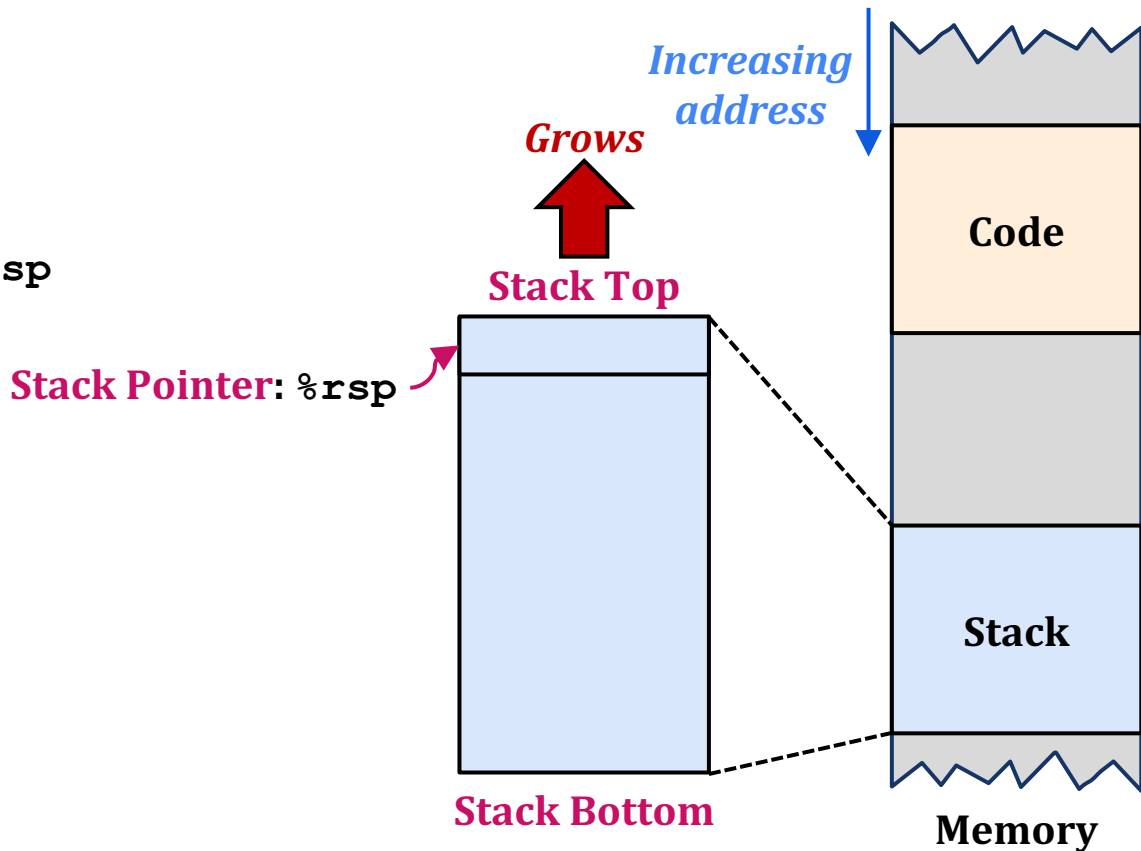 Increasing
address
Grows
Code
sp
Stack Top
Stack Pointer: %rsp
Stack
Stack Bottom
Memory